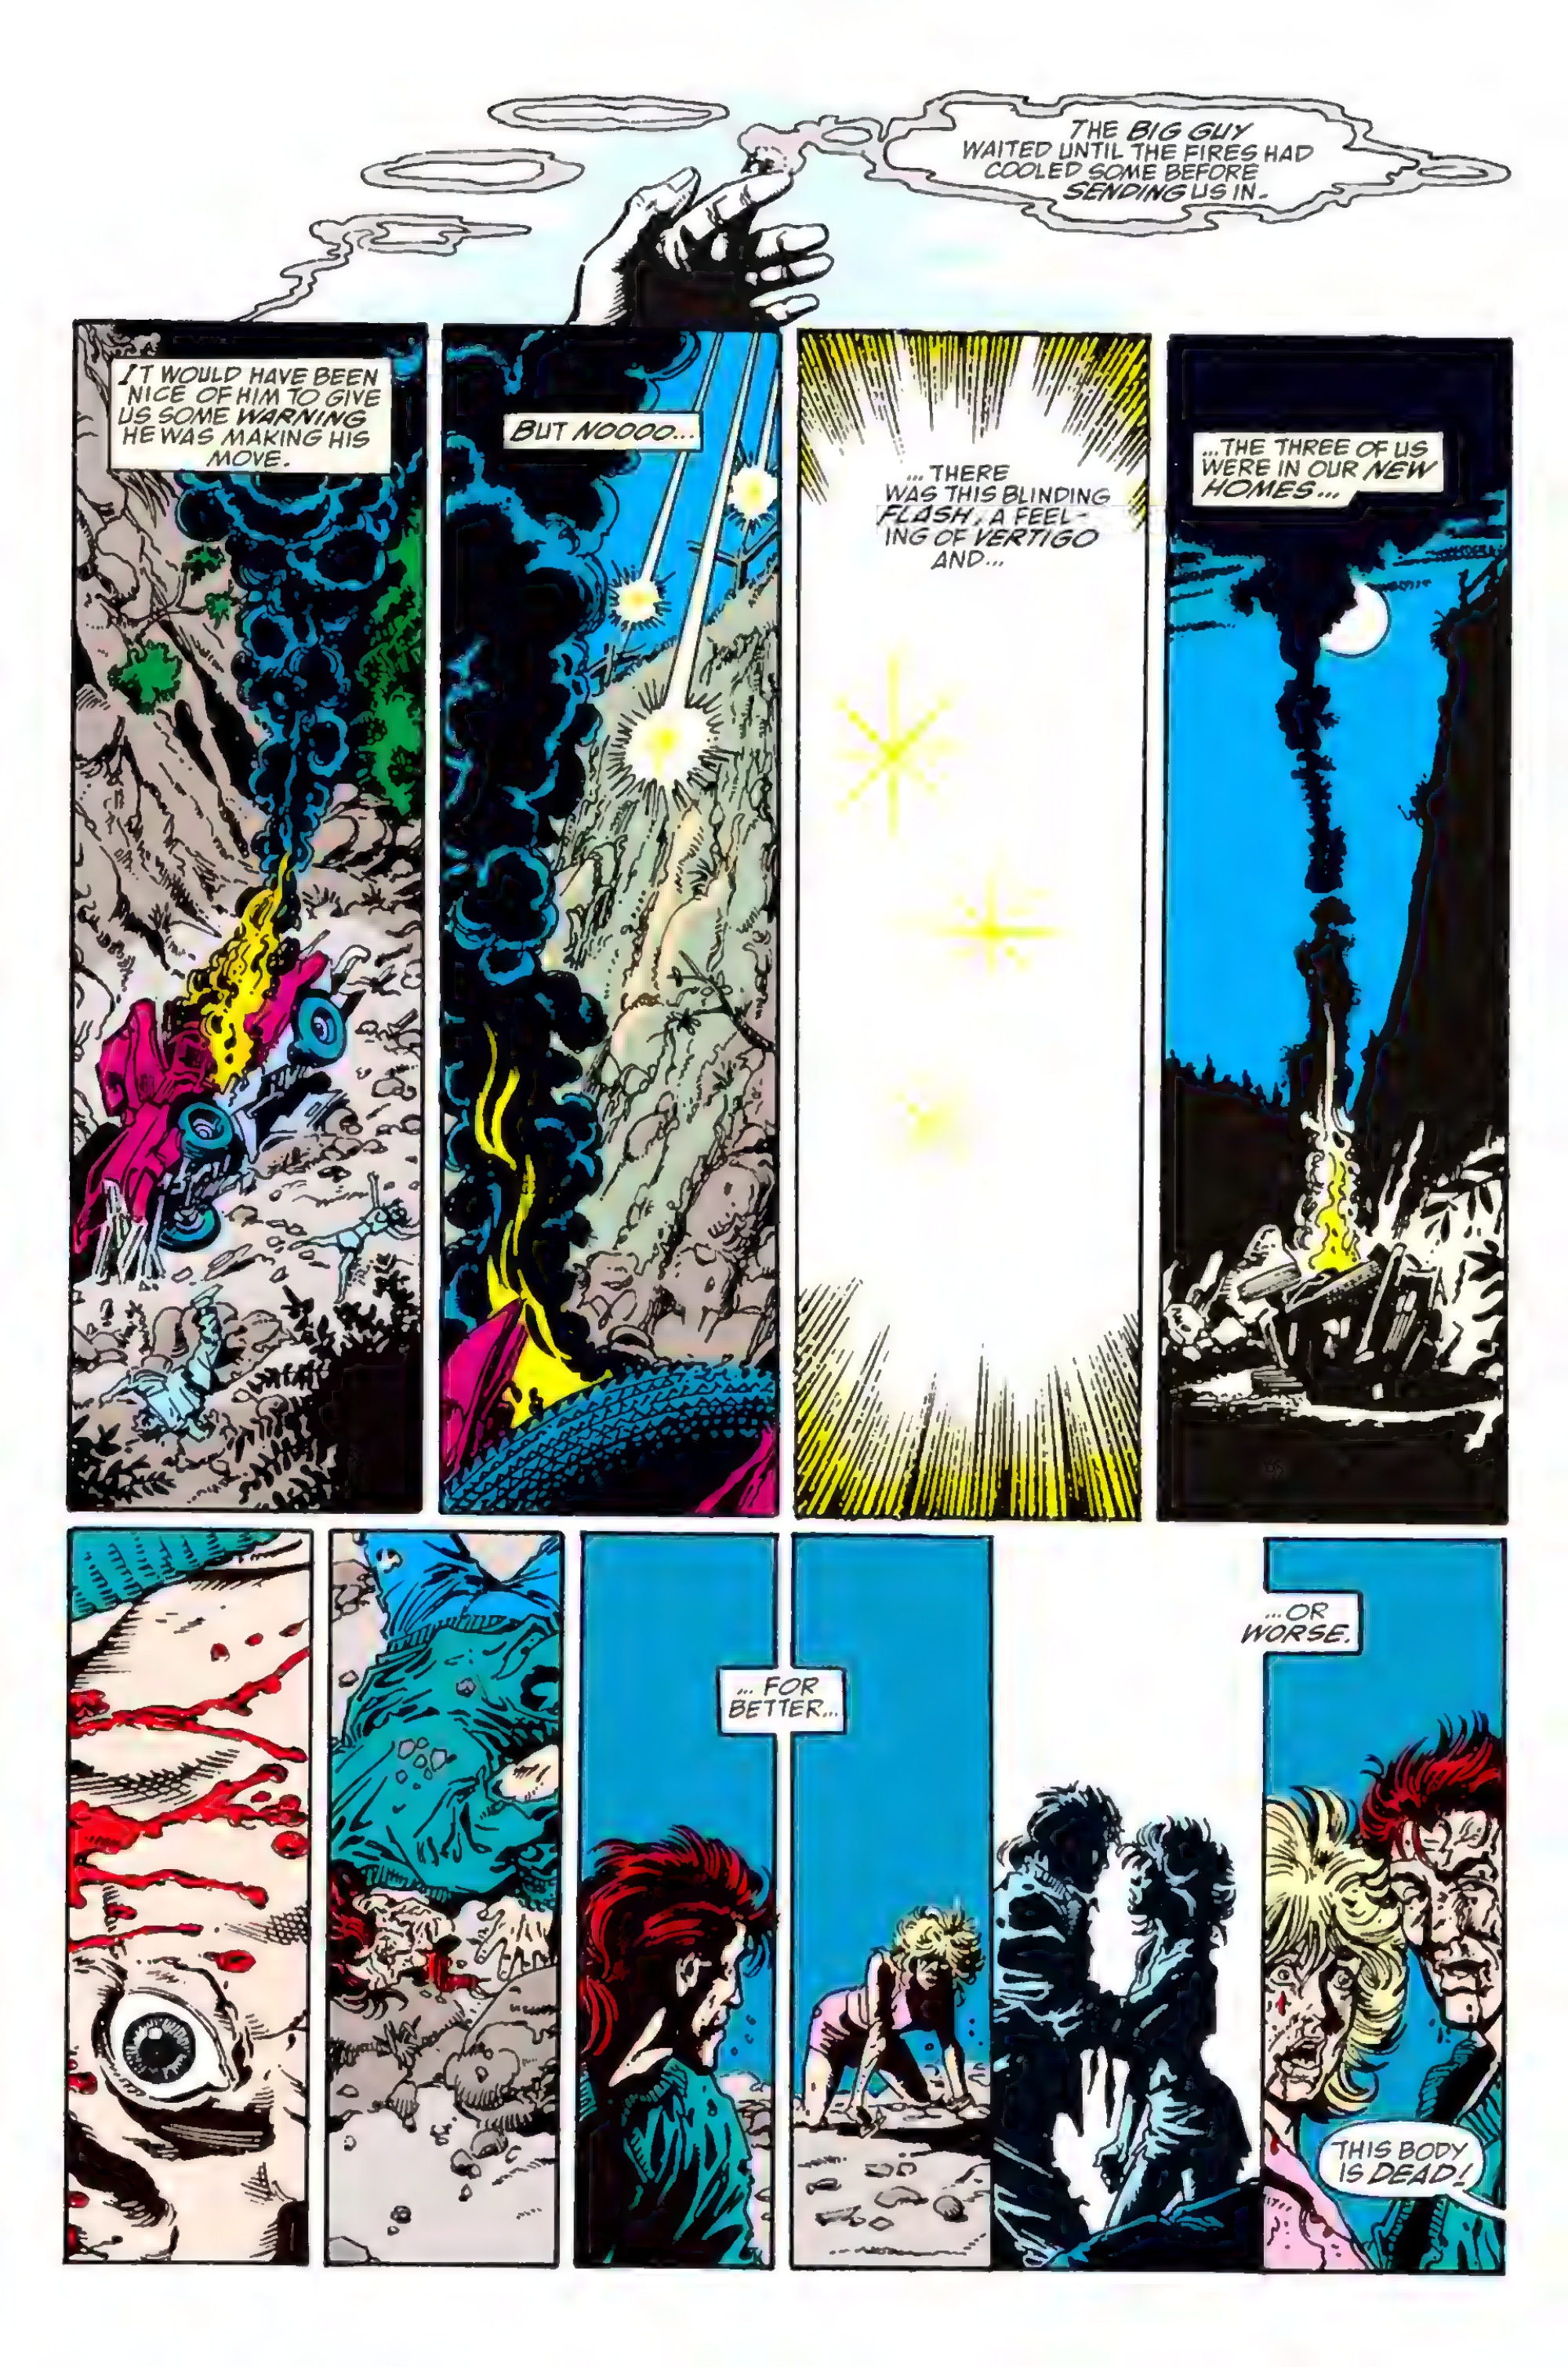 THE BIG GUY
WAITED UNTIL THE FIRES HAD
COOLED SOME BEFORE
SENDING US IN.
IT WOULD HAVE BEEN
NICE OF HIM TO GIVE
US SOME WARNING
HE WAS MAKING HIS
MOVE.
BUT NOOOO...
...THERE
WAS THIS BLINDING
FLASH, A FEEL-
ING OF VERTIGO
AND...
...THE THREE OF US
WERE IN OUR NEW
HOMES...
...FOR
BETTER...
...OR
WORSE.
THIS BODY
IS DEAD!